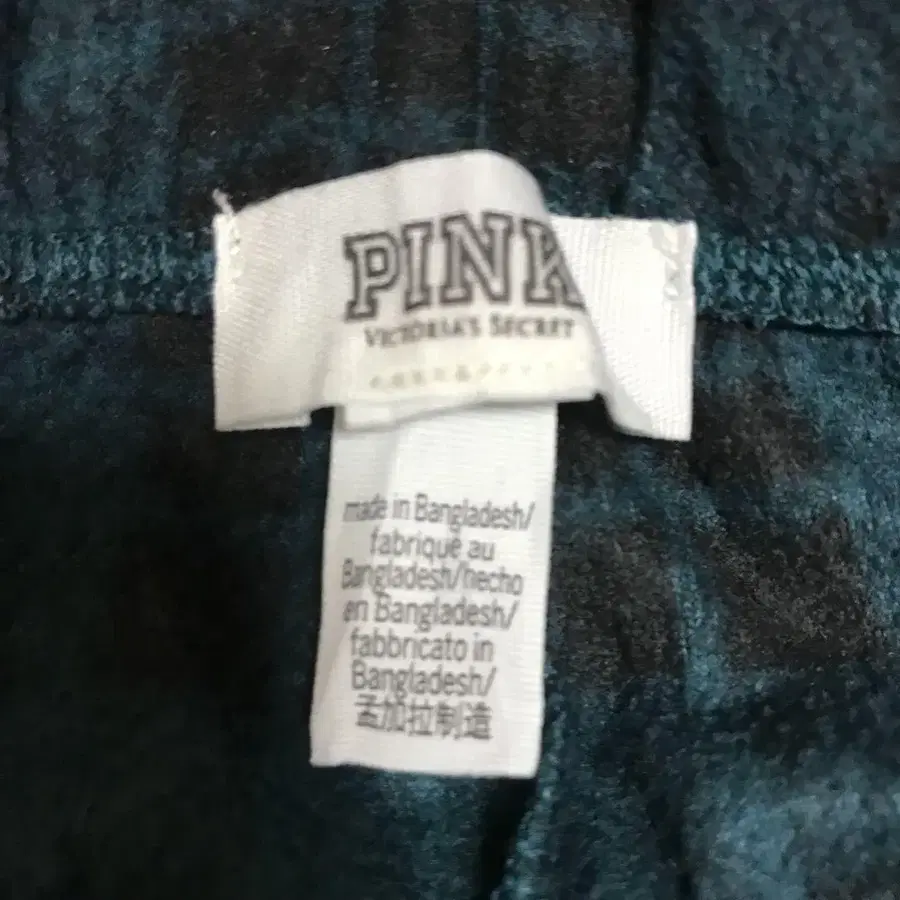 PINK
VICTORIA'S SECRET
made in Bangladesh/
fabriqué au
Bangladesh/hecho
en Bangladesh/
fabbricato in
Bangladesh/
孟加拉制造